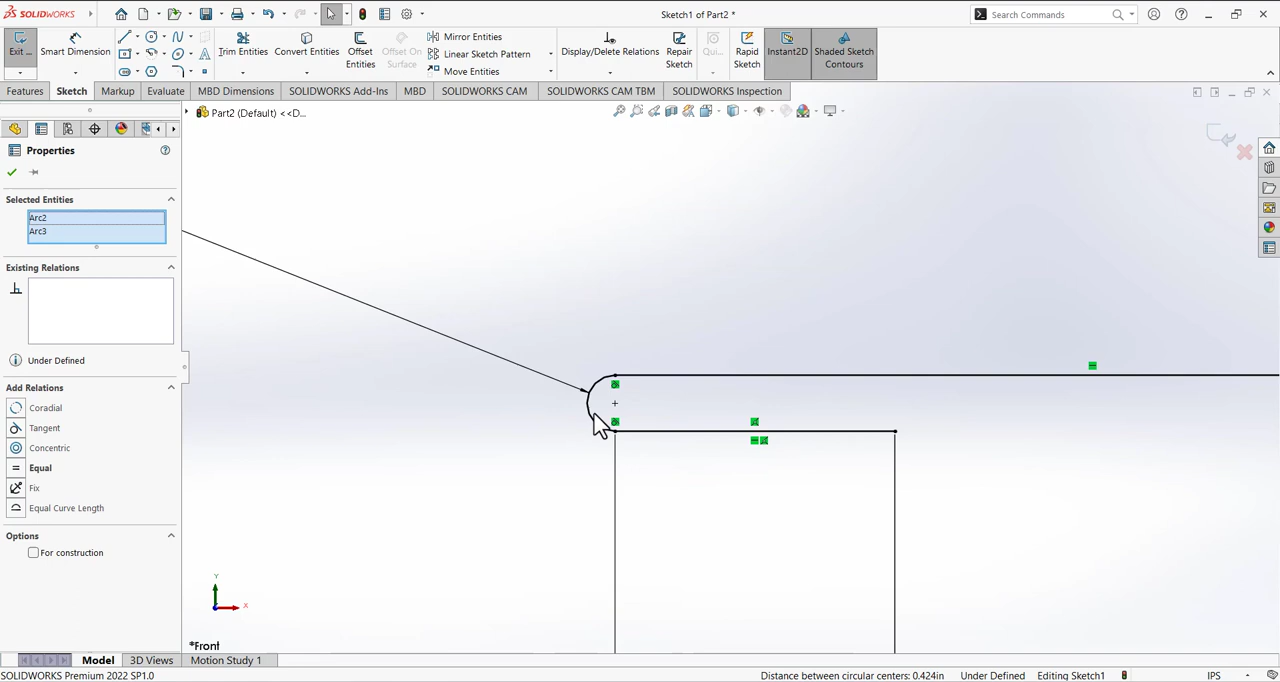 SOLIDWORKS
Sketch1 of Part2 *
Search Commands
Exit ...
Smart Dimension
Trim Entities
Convert Entities
Offset Entities
Offset On Surface
Mirror Entities
Linear Sketch Pattern
Move Entities
Display/Delete Relations
Repair Sketch
Qui...
Rapid Sketch
Instant2D
Shaded Sketch Contours
Features
Sketch
Markup
Evaluate
MBD Dimensions
SOLIDWORKS Add-Ins
MBD
SOLIDWORKS CAM
SOLIDWORKS CAM TBM
SOLIDWORKS Inspection
Part2 (Default) <<D...
Properties
Selected Entities
Arc2
Arc3
Existing Relations
Under Defined
Add Relations
Coradial
Tangent
Concentric
Equal
Fix
Equal Curve Length
Options
For construction
Y
X
*Front
Model
3D Views
Motion Study 1
SOLIDWORKS Premium 2022 SP1.0
Distance between circular centers: 0.424in
Under Defined
Editing Sketch1
IPS